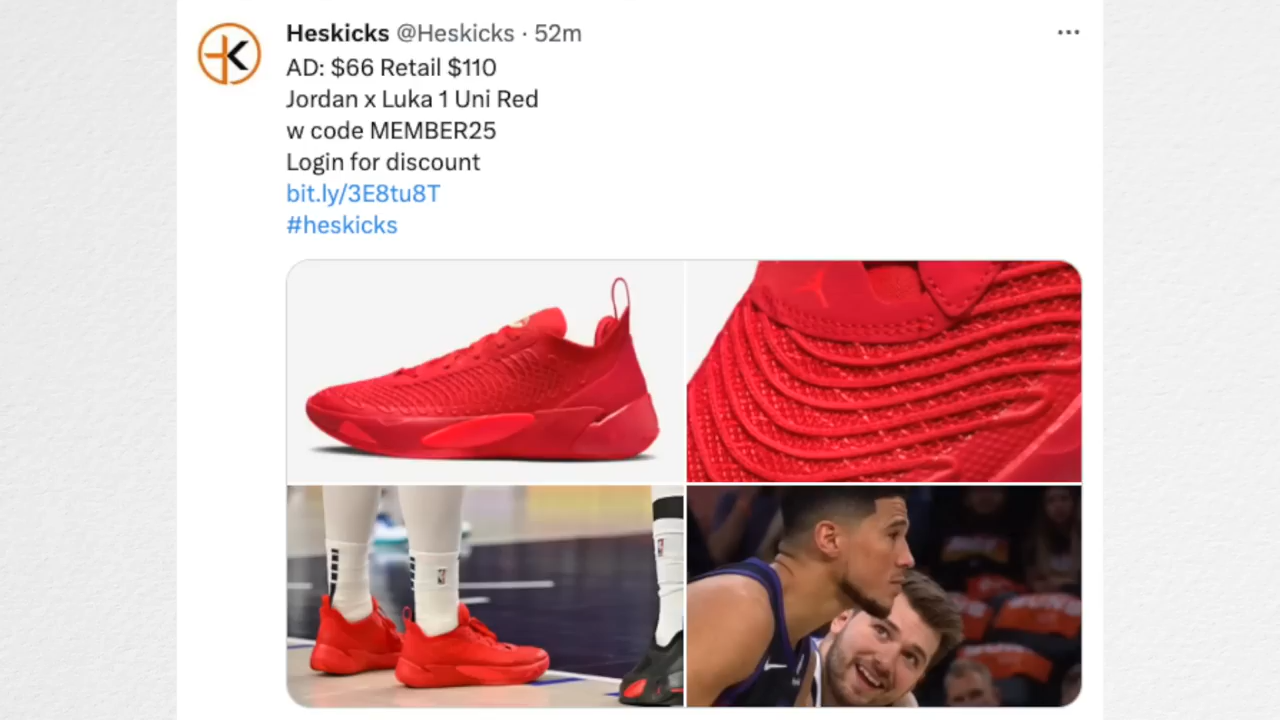 Heskicks @Heskicks · 52m
AD: $66 Retail $110
Jordan x Luka 1 Uni Red
w code MEMBER25
Login for discount
bit.ly/3E8tu8T
#heskicks